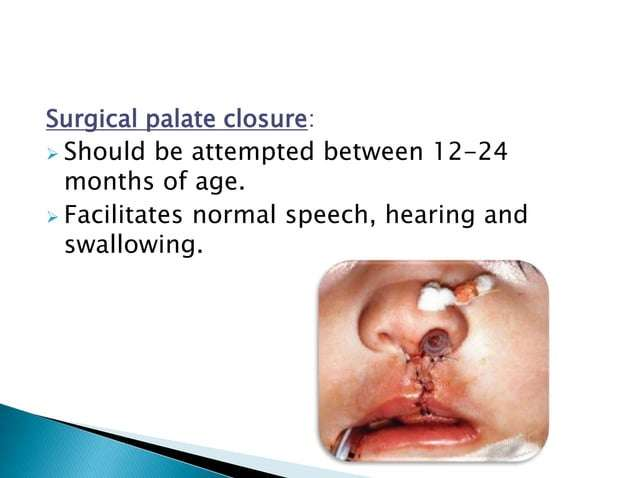 Surgical palate closure:
➢ Should be attempted between 12-24
months of age.
➢ Facilitates normal speech, hearing and
swallowing.